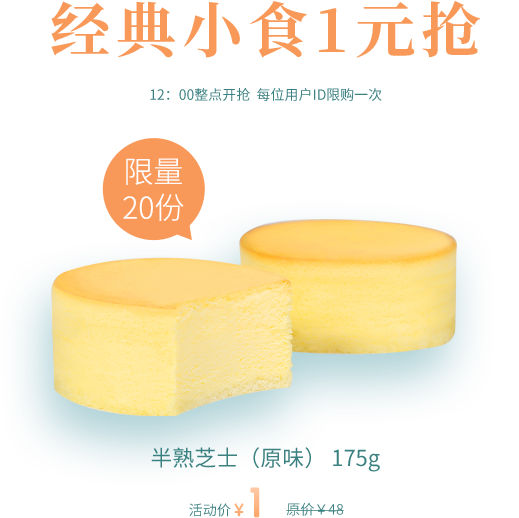 经典小食1元抢
12：00整点开抢 每位用户ID限购一次
限量
20份
半熟芝士（原味） 175g
活动价¥1 原价¥48